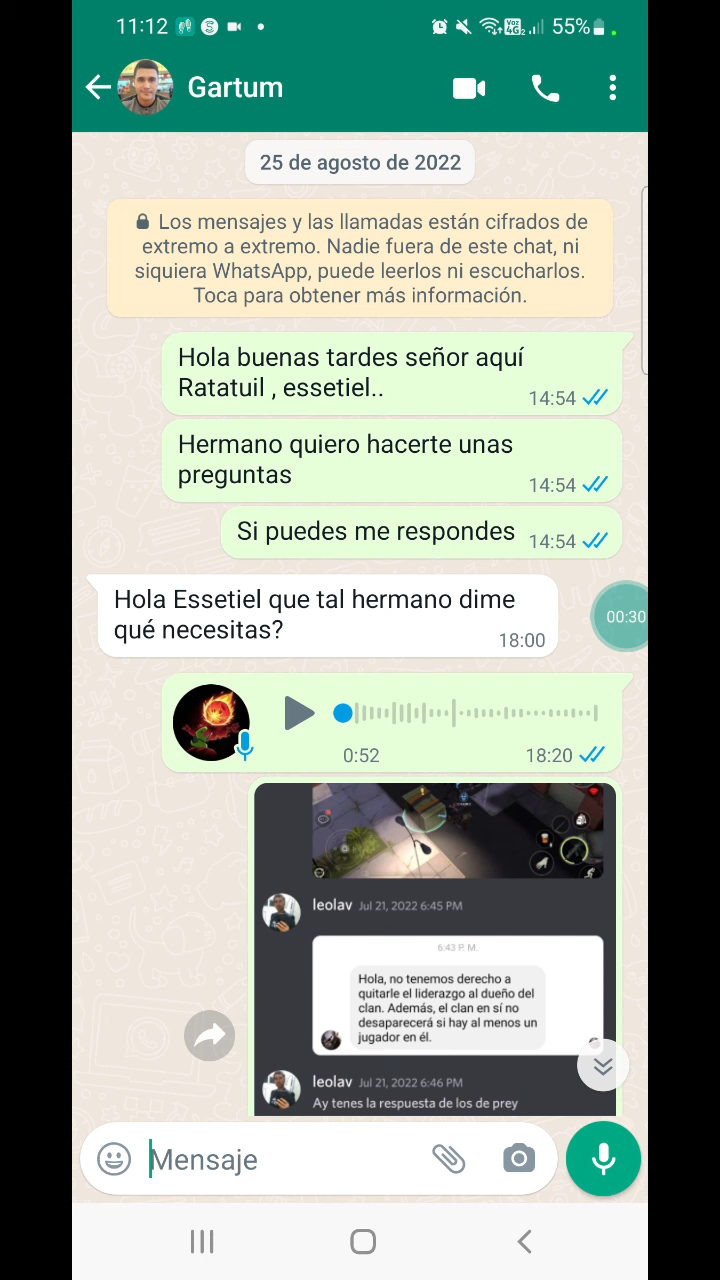 11:12
55%
Gartum
25 de agosto de 2022
Los mensajes y las llamadas están cifrados de
extremo a extremo. Nadie fuera de este chat, ni
siquiera WhatsApp, puede leerlos ni escucharlos.
Toca para obtener más información.
Hola buenas tardes señor aquí
Ratatuil , essetiel..
14:54
Hermano quiero hacerte unas
preguntas
14:54
Si puedes me respondes 14:54
Hola Essetiel que tal hermano dime
qué necesitas?
18:00
00:30
0:52 18:20
leolav Jul 21, 2022 6:45 PM
6:43 P. M.
Hola, no tenemos derecho a
quitarle el liderazgo al dueño del
clan. Además, el clan en sí no
desaparecerá si hay al menos un
jugador en él.
leolav Jul 21, 2022 6:46 PM
Ay tenes la respuesta de los de prey
Mensaje